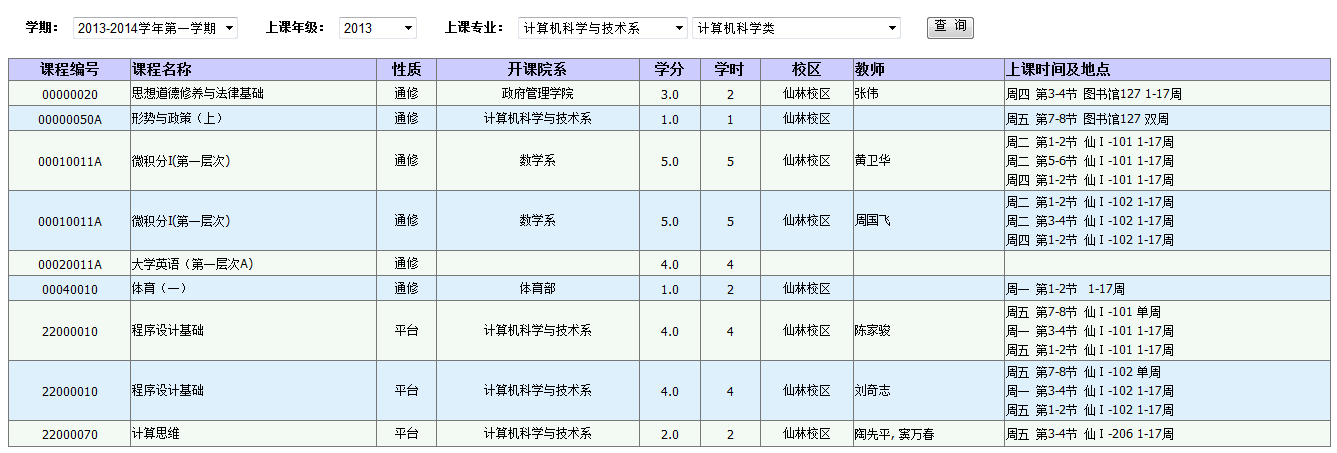 学期： 2013-2014学年第一学期 上课年级： 2013 上课专业： 计算机科学与技术系 计算机科学类 查 询
课程编号 课程名称 性质 开课院系 学分 学时 校区 教师 上课时间及地点
00000020 思想道德修养与法律基础 通修 政府管理学院 3.0 2 仙林校区 张伟 周四 第3-4节 图书馆127 1-17周
00000050A 形势与政策（上） 通修 计算机科学与技术系 1.0 1 仙林校区 周五 第7-8节 图书馆127 双周
00010011A 微积分I(第一层次) 通修 数学系 5.0 5 仙林校区 黄卫华 周二 第1-2节 仙Ⅰ-101 1-17周
周二 第5-6节 仙Ⅰ-101 1-17周
周四 第1-2节 仙Ⅰ-101 1-17周
00010011A 微积分I(第一层次) 通修 数学系 5.0 5 仙林校区 周国飞 周二 第1-2节 仙Ⅰ-102 1-17周
周二 第3-4节 仙Ⅰ-102 1-17周
周四 第1-2节 仙Ⅰ-102 1-17周
00020011A 大学英语（第一层次A） 通修 4.0 4
00040010 体育（一） 通修 体育部 1.0 2 仙林校区 周一 第1-2节 1-17周
22000010 程序设计基础 平台 计算机科学与技术系 4.0 4 仙林校区 陈家骏 周五 第7-8节 仙Ⅰ-101 单周
周一 第3-4节 仙Ⅰ-101 1-17周
周五 第1-2节 仙Ⅰ-101 1-17周
22000010 程序设计基础 平台 计算机科学与技术系 4.0 4 仙林校区 刘奇志 周五 第7-8节 仙Ⅰ-102 单周
周一 第3-4节 仙Ⅰ-102 1-17周
周五 第1-2节 仙Ⅰ-102 1-17周
22000070 计算思维 平台 计算机科学与技术系 2.0 2 仙林校区 陶先平, 窦万春 周五 第3-4节 仙Ⅰ-206 1-17周